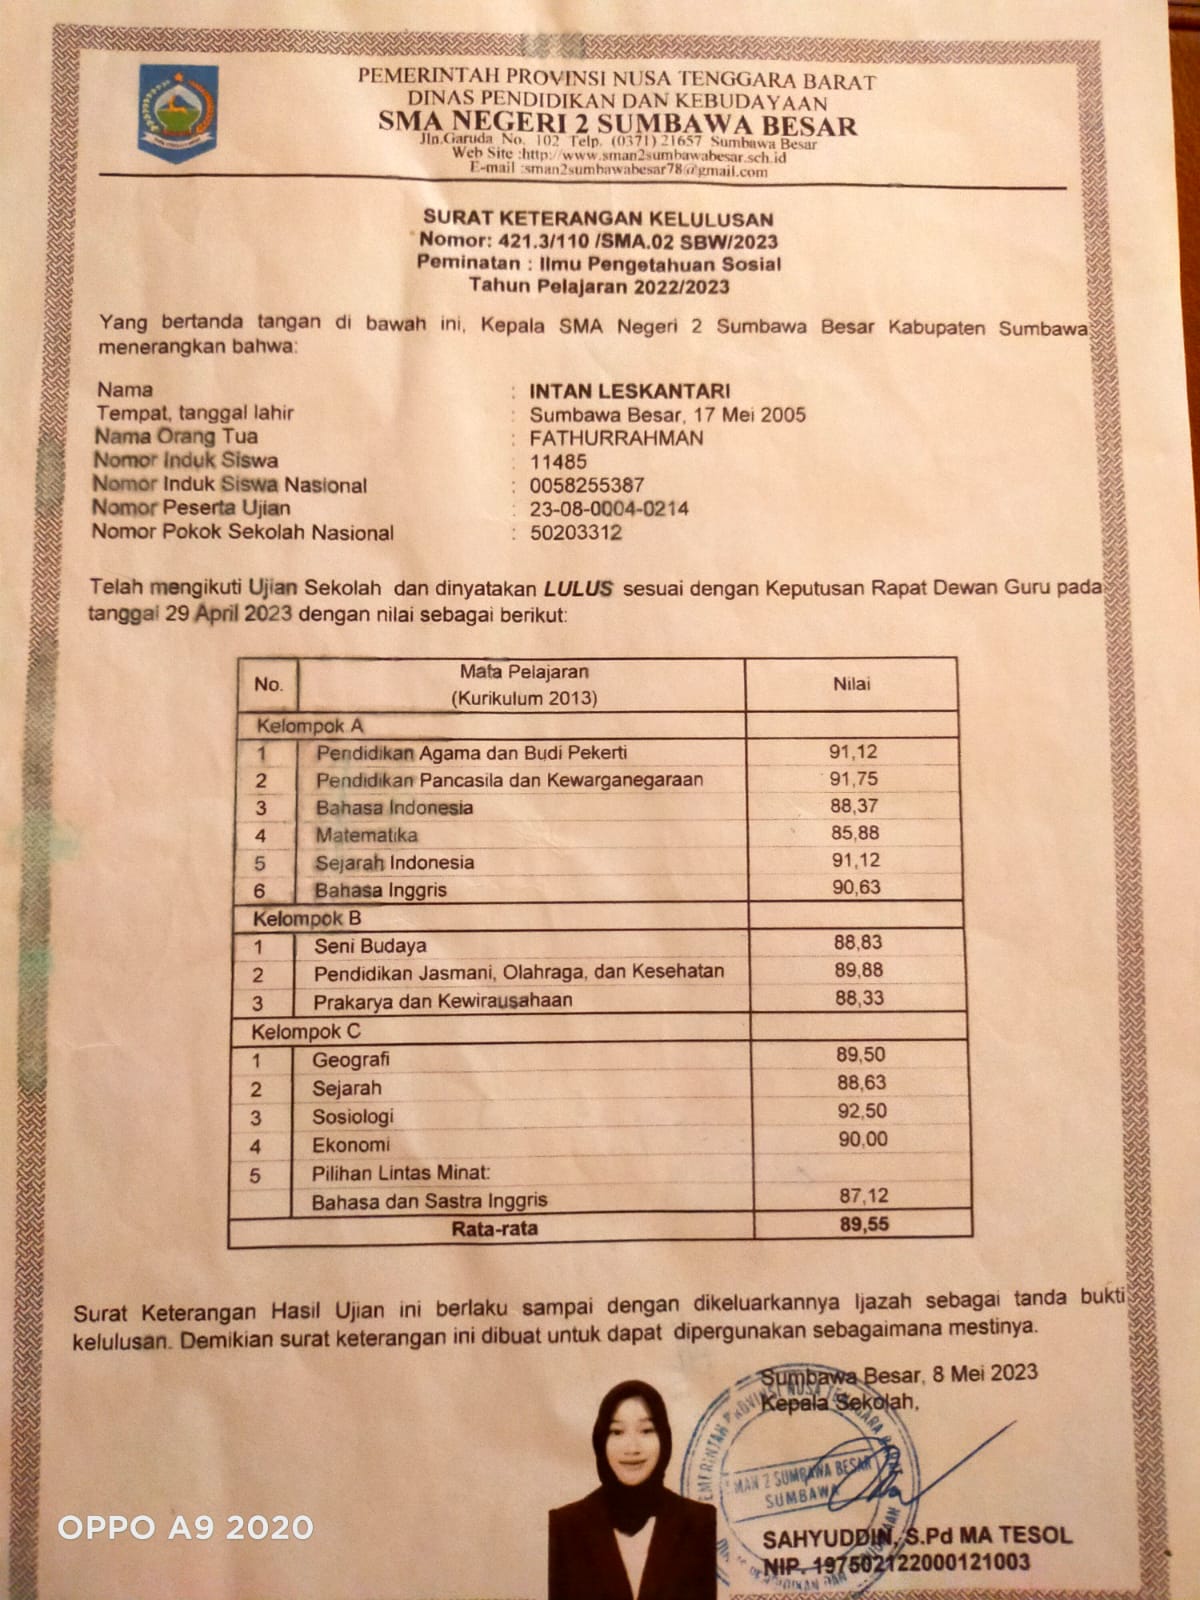 PEMERINTAH PROVINSI NUSA TENGGARA BARAT
DINAS PENDIDIKAN DAN KEBUDAYAAN
SMA NEGERI 2 SUMBAWA BESAR
Jln.Garuda No. 102 Telp. (0371) 21657 Sumbawa Besar
Web Site :http://www.sman2sumbawabesar.sch.id
E-mail :sman2sumbawabesar78@gmail.com
SURAT KETERANGAN KELULUSAN
Nomor: 421.3/110 /SMA.02 SBW/2023
Peminatan : Ilmu Pengetahuan Sosial
Tahun Pelajaran 2022/2023
Yang bertanda tangan di bawah ini, Kepala SMA Negeri 2 Sumbawa Besar Kabupaten Sumbawa
menerangkan bahwa:
Nama : INTAN LESKANTARI
Tempat, tanggal lahir : Sumbawa Besar, 17 Mei 2005
Nama Orang Tua : FATHURRAHMAN
Nomor Induk Siswa : 11485
Nomor Induk Siswa Nasional : 0058255387
Nomor Peserta Ujian : 23-08-0004-0214
Nomor Pokok Sekolah Nasional : 50203312
Telah mengikuti Ujian Sekolah dan dinyatakan LULUS sesuai dengan Keputusan Rapat Dewan Guru pada
tanggal 29 April 2023 dengan nilai sebagai berikut:
No. Mata Pelajaran (Kurikulum 2013) Nilai
Kelompok A
1 Pendidikan Agama dan Budi Pekerti 91,12
2 Pendidikan Pancasila dan Kewarganegaraan 91,75
3 Bahasa Indonesia 88,37
4 Matematika 85,88
5 Sejarah Indonesia 91,12
6 Bahasa Inggris 90,63
Kelompok B
1 Seni Budaya 88,83
2 Pendidikan Jasmani, Olahraga, dan Kesehatan 89,88
3 Prakarya dan Kewirausahaan 88,33
Kelompok C
1 Geografi 89,50
2 Sejarah 88,63
3 Sosiologi 92,50
4 Ekonomi 90,00
5 Pilihan Lintas Minat:
Bahasa dan Sastra Inggris 87,12
Rata-rata 89,55
Surat Keterangan Hasil Ujian ini berlaku sampai dengan dikeluarkannya Ijazah sebagai tanda bukti
kelulusan. Demikian surat keterangan ini dibuat untuk dapat dipergunakan sebagaimana mestinya.
Sumbawa Besar, 8 Mei 2023
Kepala Sekolah,
PROVINSI NUSA TENGGARA BARAT
SUMBAWA BESAR
SUMBAWA
SAHYUDDIN, S.Pd MA TESOL
NIP. 197502122000121003
OPPO A9 2020